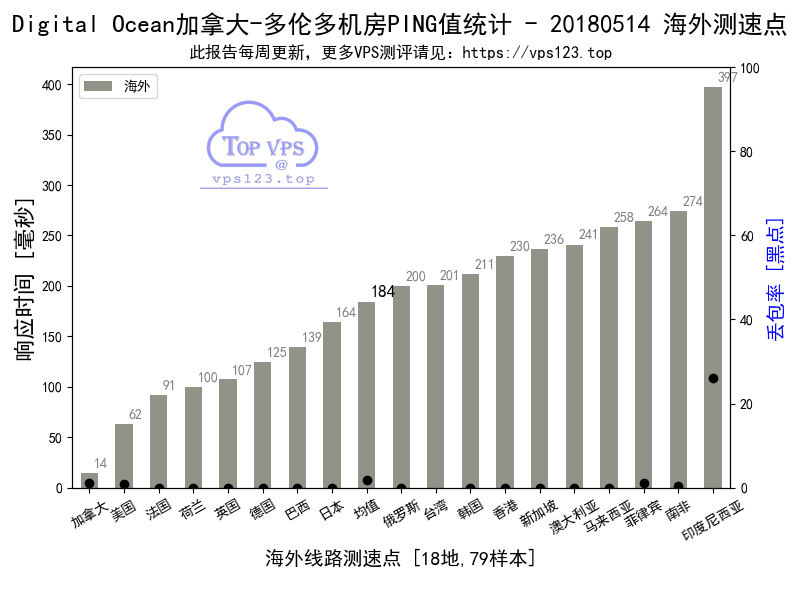 Digital Ocean加拿大-多伦多机房PING值统计 - 20180514 海外测速点
此报告每周更新，更多VPS测评请见：https://vps123.top
海外
TOP VPS
@
vps123.top
响应时间 [毫秒]
400
350
300
250
200
150
100
50
0
14
62
91
100
107
125
139
164
184
200
201
211
230
236
241
258
264
274
397
100
80
60
40
20
0
丢包率 [黑点]
加拿大
美国
法国
荷兰
英国
德国
巴西
日本
均值
俄罗斯
台湾
韩国
香港
新加坡
澳大利亚
马来西亚
菲律宾
南非
印度尼西亚
海外线路测速点 [18地,79样本]